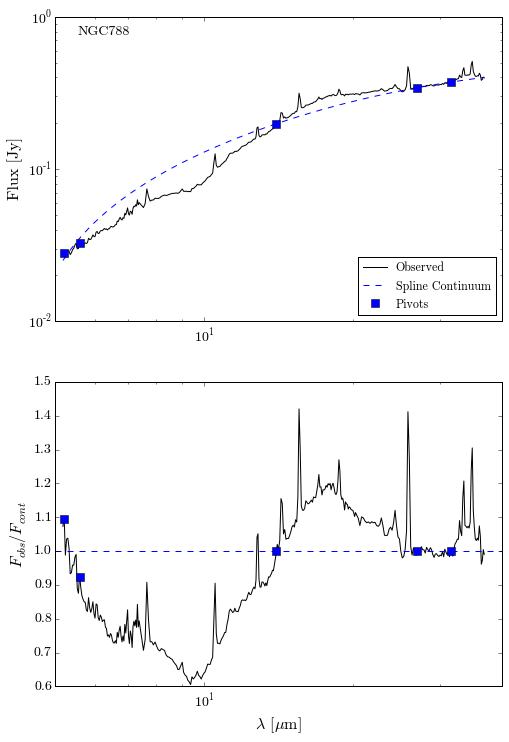 NGC788
Flux [Jy]
10^0
10^-1
10^-2
10^1
Observed
Spline Continuum
Pivots
F_obs/F_cont
1.5
1.4
1.3
1.2
1.1
1.0
0.9
0.8
0.7
0.6
10^1
λ [μm]